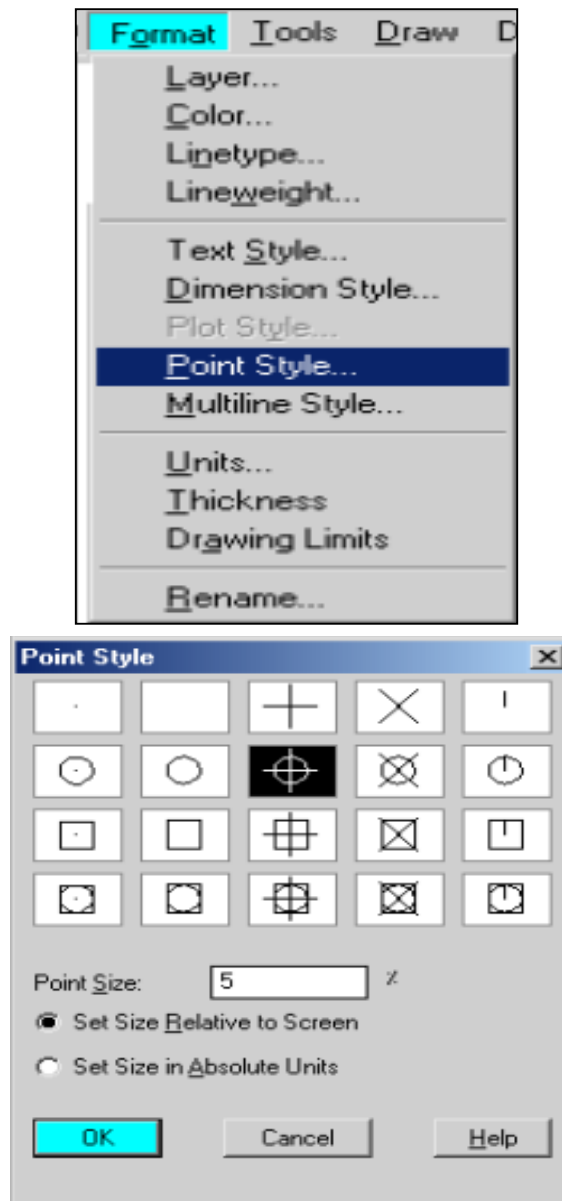 Format Tools Draw D
Layer...
Color...
Linetype...
Lineweight...
Text Style...
Dimension Style...
Plot Style...
Point Style...
Multiline Style...
Units...
Thickness
Drawing Limits
Rename...
Point Style
Point Size: 5 %
Set Size Relative to Screen
Set Size in Absolute Units
OK Cancel Help